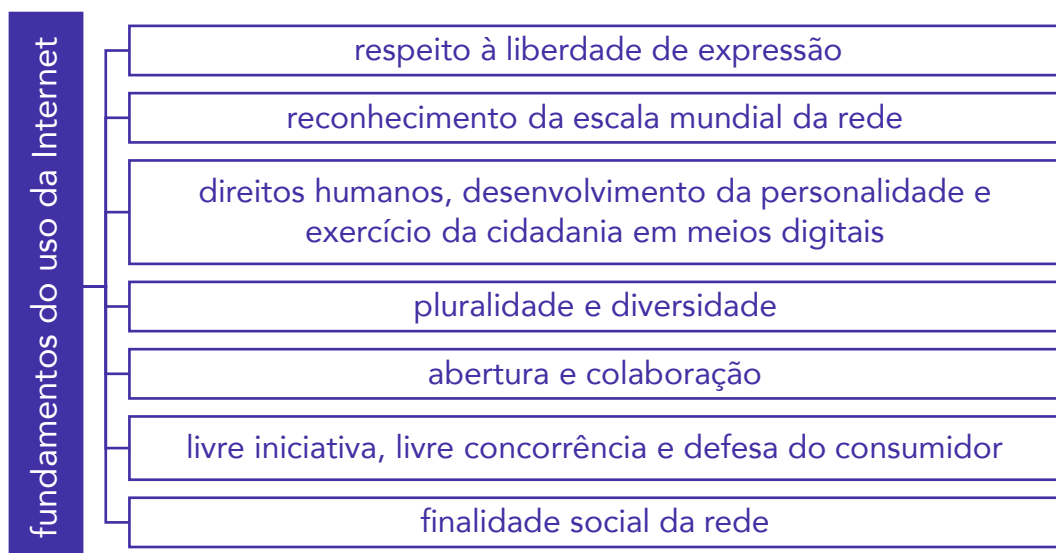 fundamentos do uso da Internet
respeito à liberdade de expressão
reconhecimento da escala mundial da rede
direitos humanos, desenvolvimento da personalidade e
exercício da cidadania em meios digitais
pluralidade e diversidade
abertura e colaboração
livre iniciativa, livre concorrência e defesa do consumidor
finalidade social da rede